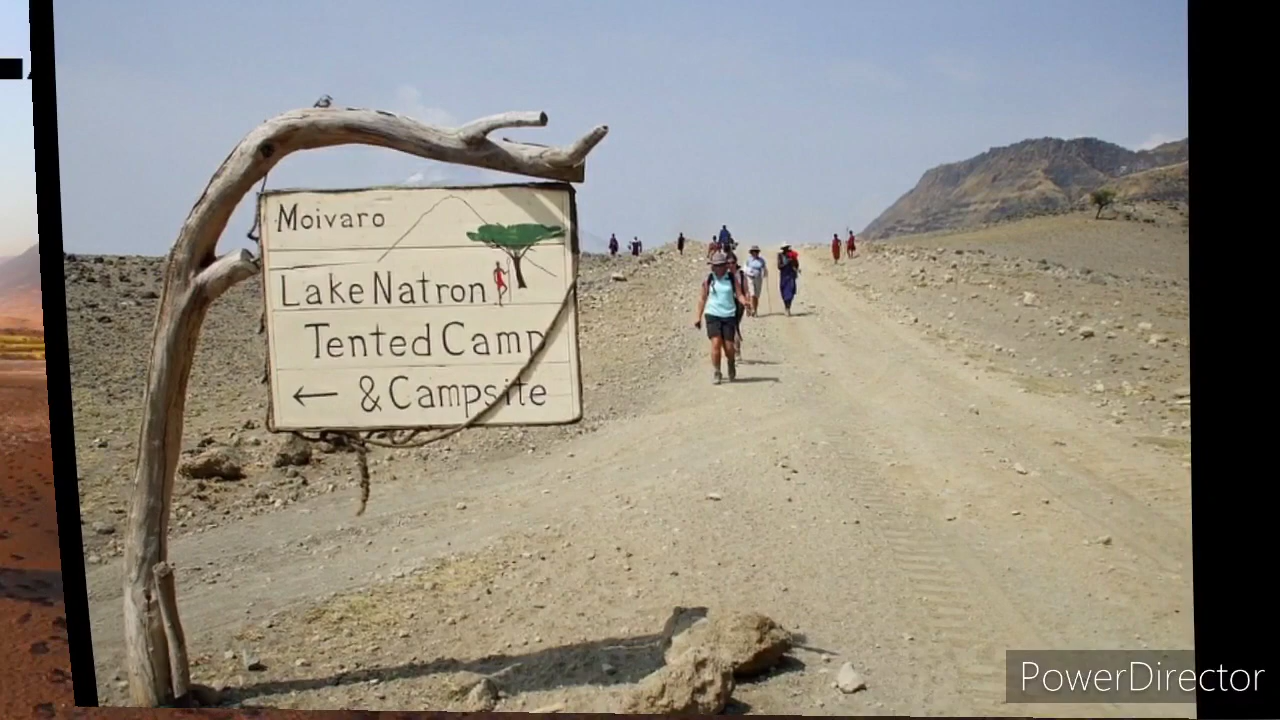 Moivaro
Lake Natron
Tented Camp
← & Campsite
PowerDirector